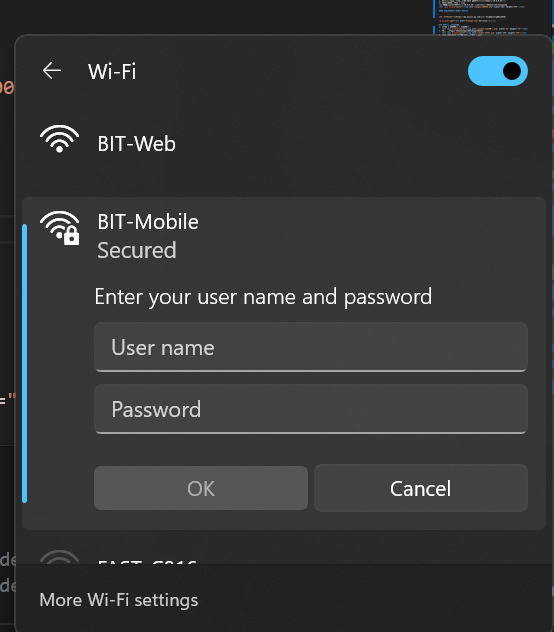 Wi-Fi
BIT-Web
BIT-Mobile
Secured
Enter your user name and password
User name
Password
OK
Cancel
More Wi-Fi settings